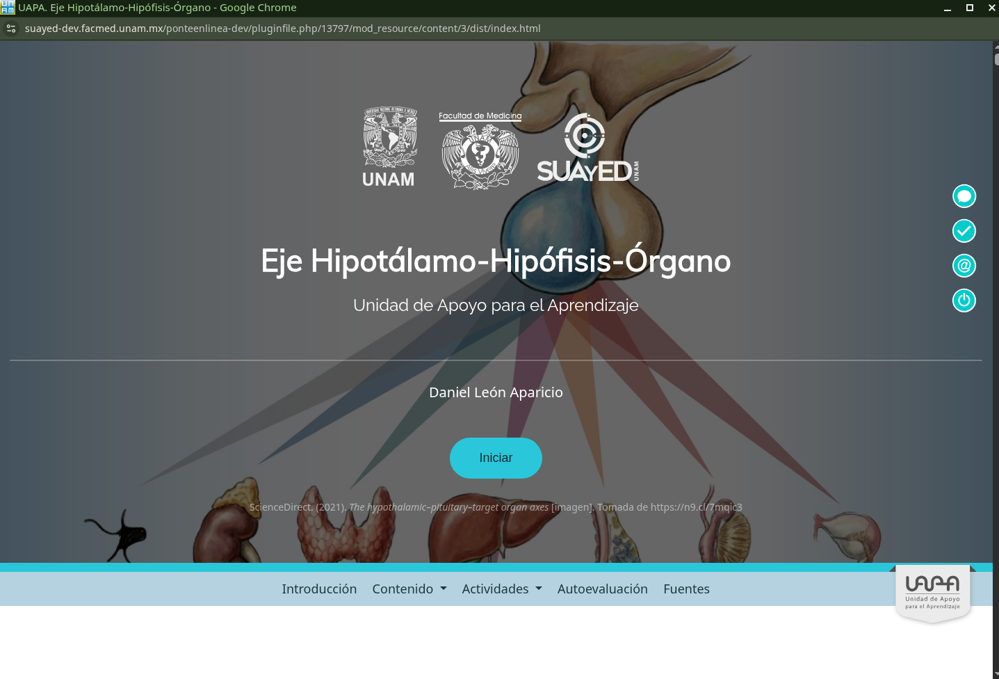 UAPA. Eje Hipotálamo-Hipófisis-Órgano - Google Chrome
suayed-dev.facmed.unam.mx/ponteenlinea-dev/pluginfile.php/13797/mod_resource/content/3/dist/index.html
UNAM
Facultad de Medicina
SUAyED UNAM
Eje Hipotálamo-Hipófisis-Órgano
Unidad de Apoyo para el Aprendizaje
Daniel León Aparicio
Iniciar
ScienceDirect. (2021). The hypothalamic–pituitary–target organ axes [imagen]. Tomada de https://n9.cl/7mqic3
Introducción Contenido Actividades Autoevaluación Fuentes
UAPA
Unidad de Apoyo
para el Aprendizaje